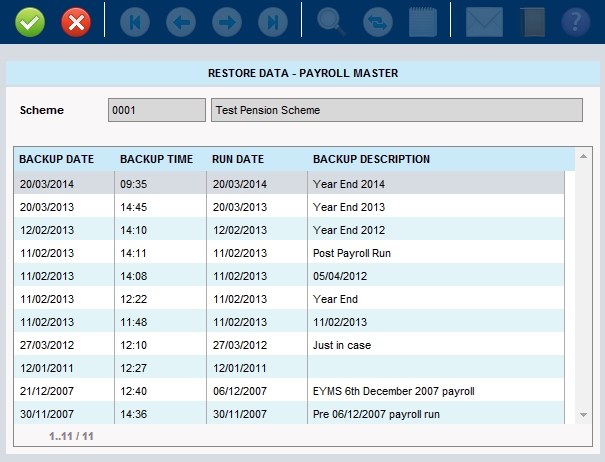 ?
RESTORE DATA - PAYROLL MASTER
Scheme 0001 Test Pension Scheme
BACKUP DATE BACKUP TIME RUN DATE BACKUP DESCRIPTION
20/03/2014 09:35 20/03/2014 Year End 2014
20/03/2013 14:45 20/03/2013 Year End 2013
12/02/2013 14:10 12/02/2013 Year End 2012
11/02/2013 14:11 11/02/2013 Post Payroll Run
11/02/2013 14:08 11/02/2013 05/04/2012
11/02/2013 12:22 11/02/2013 Year End
11/02/2013 11:48 11/02/2013 11/02/2013
27/03/2012 12:10 27/03/2012 Just in case
12/01/2011 12:27 12/01/2011
21/12/2007 12:40 06/12/2007 EYMS 6th December 2007 payroll
30/11/2007 14:36 30/11/2007 Pre 06/12/2007 payroll run
1..11 / 11